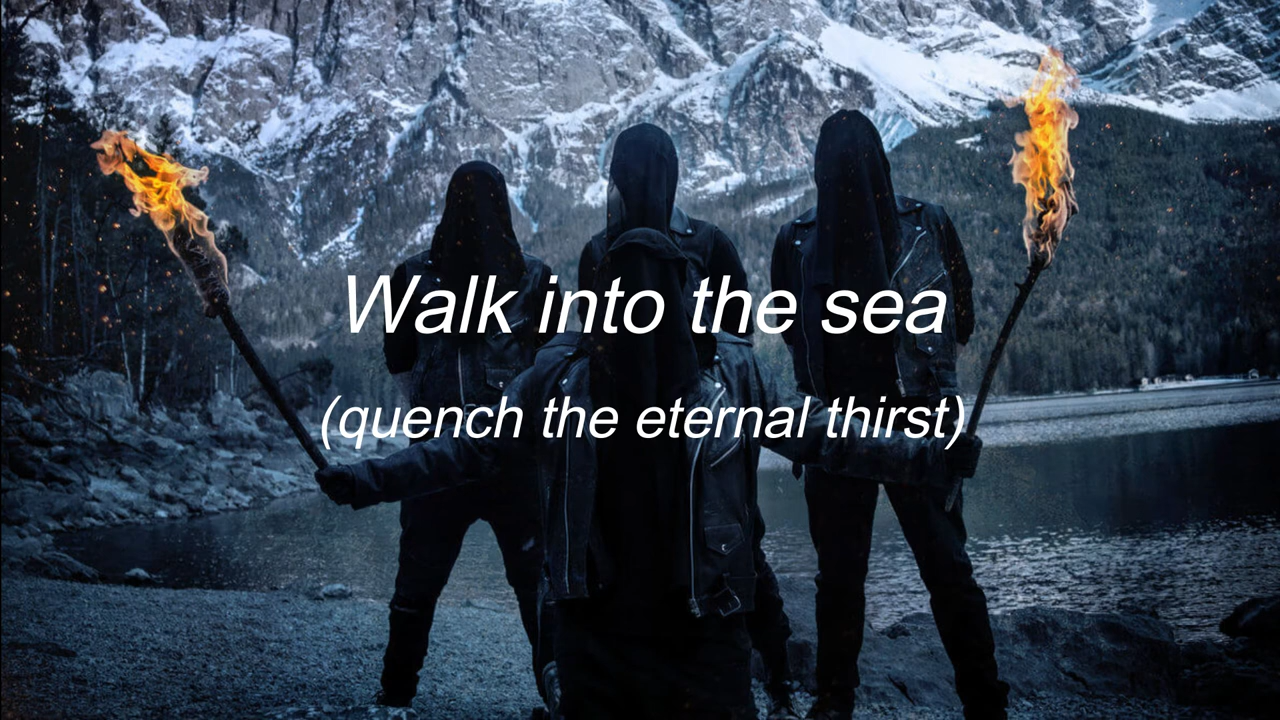 Walk into the sea
(quench the eternal thirst)